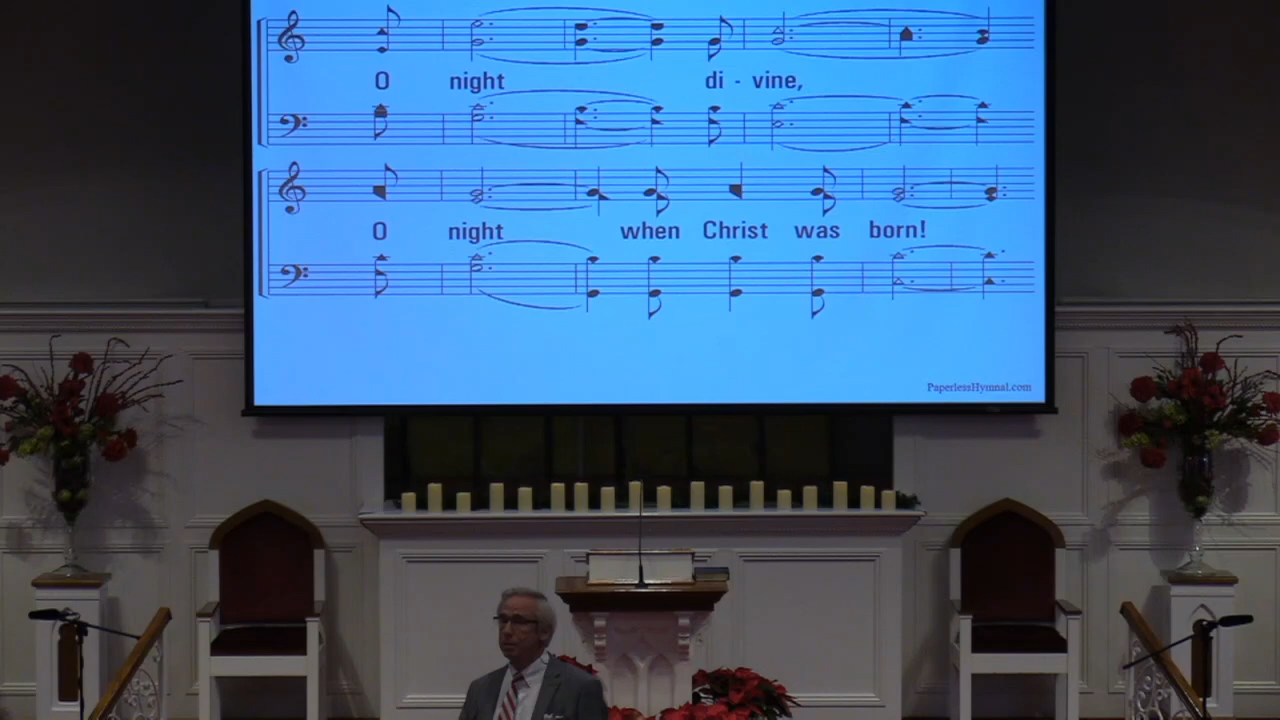 O night di - vine,
O night when Christ was born!
PaperlessHymnal.com